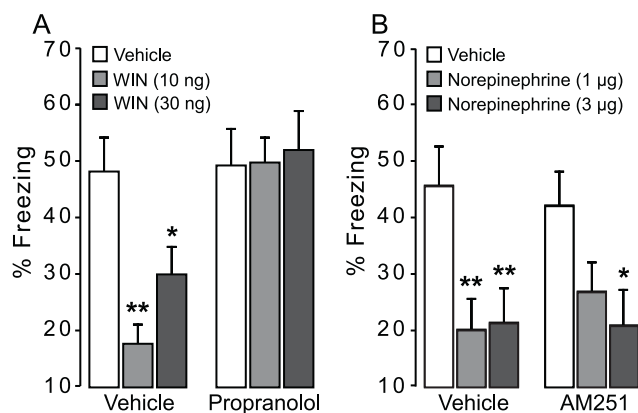 A
70
60
50
40
30
20
10
% Freezing
Vehicle
WIN (10 ng)
WIN (30 ng)
**
*
Vehicle
Propranolol
B
70
60
50
40
30
20
10
% Freezing
Vehicle
Norepinephrine (1 µg)
Norepinephrine (3 µg)
**
**
*
Vehicle
AM251